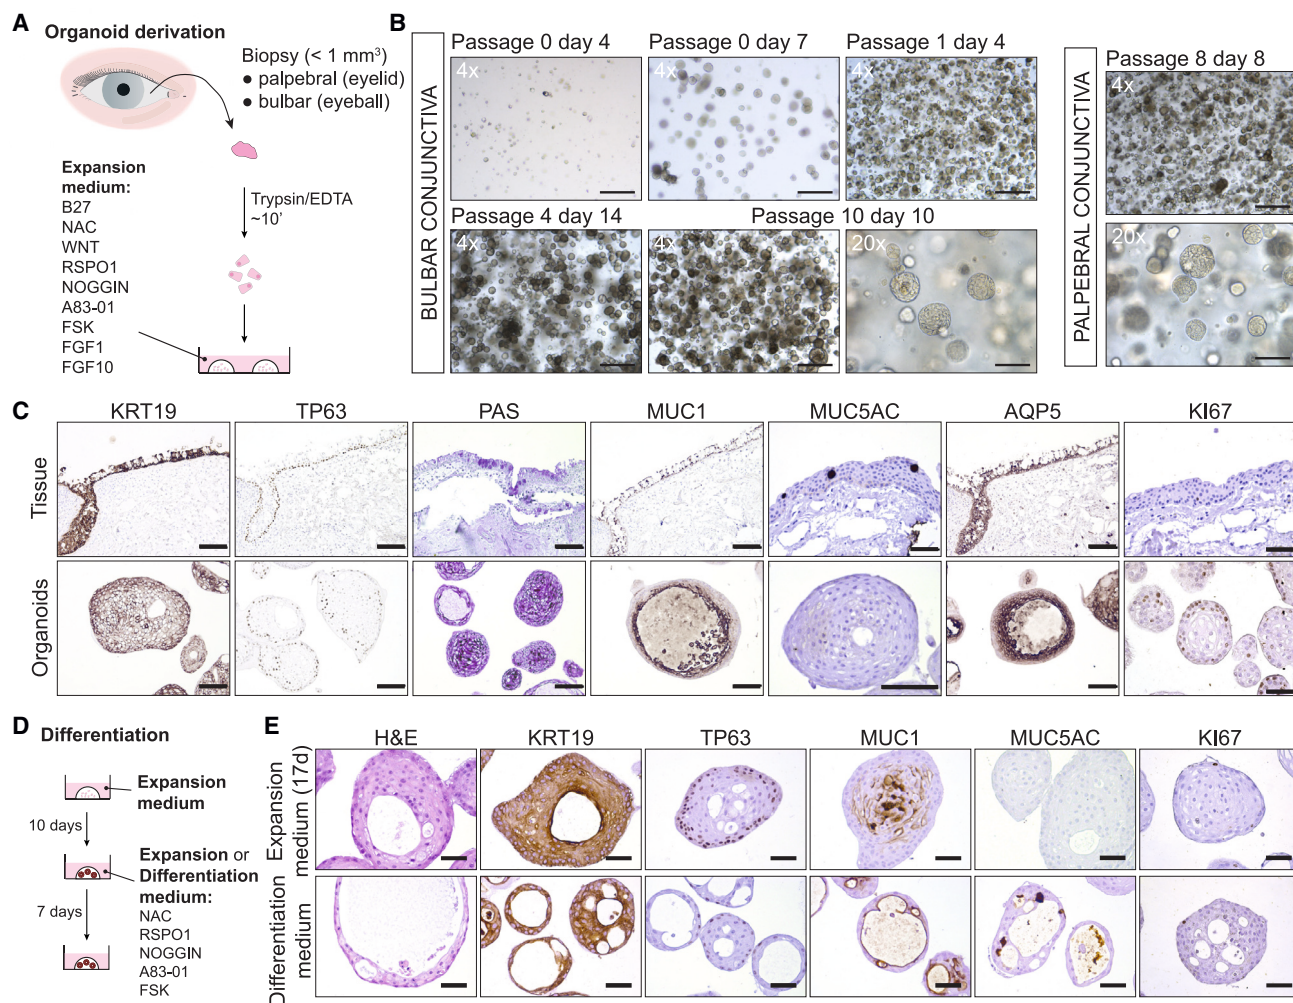 A
Organoid derivation
Biopsy (< 1 mm³)
● palpebral (eyelid)
● bulbar (eyeball)
Expansion
medium:
B27
NAC
WNT
RSPO1
NOGGIN
A83-01
FSK
FGF1
FGF10
Trypsin/EDTA
~10'
B
BULBAR CONJUNCTIVA
Passage 0 day 4
4x
Passage 0 day 7
4x
Passage 1 day 4
4x
Passage 4 day 14
4x
Passage 10 day 10
4x
20x
PALPEBRAL CONJUNCTIVA
Passage 8 day 8
4x
20x
C
KRT19 TP63 PAS MUC1 MUC5AC AQP5 KI67
Tissue
Organoids
D
Differentiation
Expansion
medium
10 days
Expansion or
Differentiation
medium:
NAC
RSPO1
NOGGIN
A83-01
FSK
7 days
E
H&E KRT19 TP63 MUC1 MUC5AC KI67
Expansion
medium (17d)
Differentiation
medium